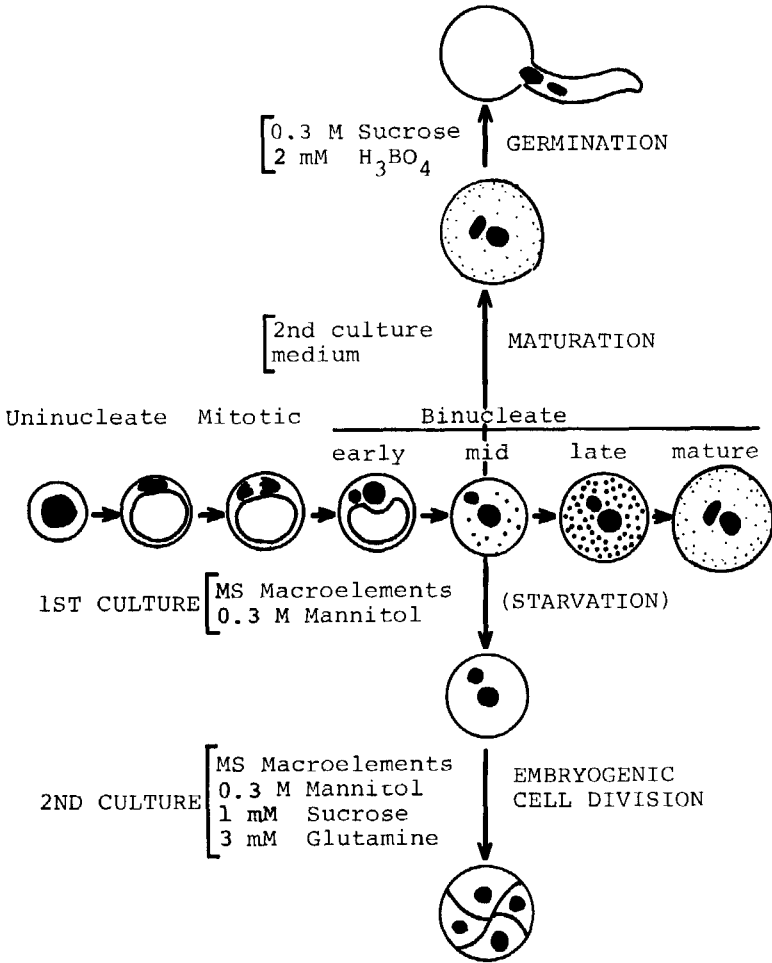 0.3 M Sucrose
2 mM H3BO4
GERMINATION
2nd culture
medium
MATURATION
Uninucleate Mitotic Binucleate
early mid late mature
1ST CULTURE
MS Macroelements
0.3 M Mannitol
(STARVATION)
2ND CULTURE
MS Macroelements
0.3 M Mannitol
1 mM Sucrose
3 mM Glutamine
EMBRYOGENIC
CELL DIVISION